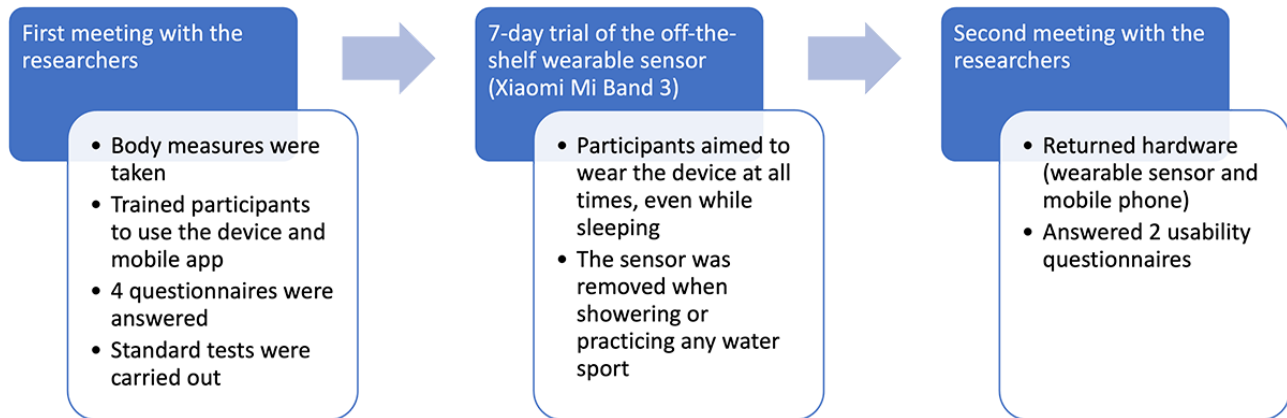 First meeting with the
researchers
• Body measures were
taken
• Trained participants
to use the device and
mobile app
• 4 questionnaires were
answered
• Standard tests were
carried out
7-day trial of the off-the-
shelf wearable sensor
(Xiaomi Mi Band 3)
• Participants aimed to
wear the device at all
times, even while
sleeping
• The sensor was
removed when
showering or
practicing any water
sport
Second meeting with the
researchers
• Returned hardware
(wearable sensor and
mobile phone)
• Answered 2 usability
questionnaires